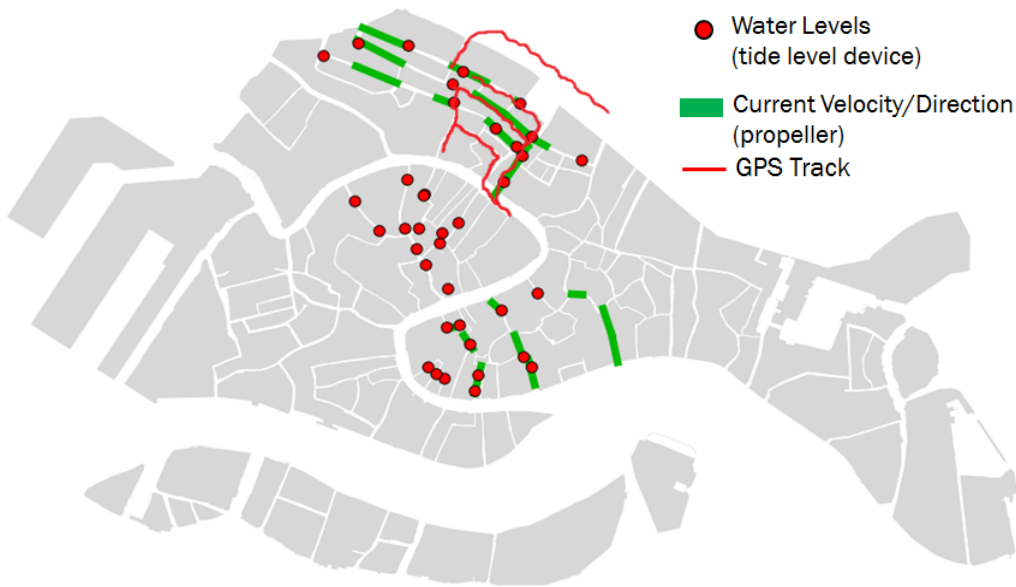 Water Levels
(tide level device)
Current Velocity/Direction
(propeller)
GPS Track